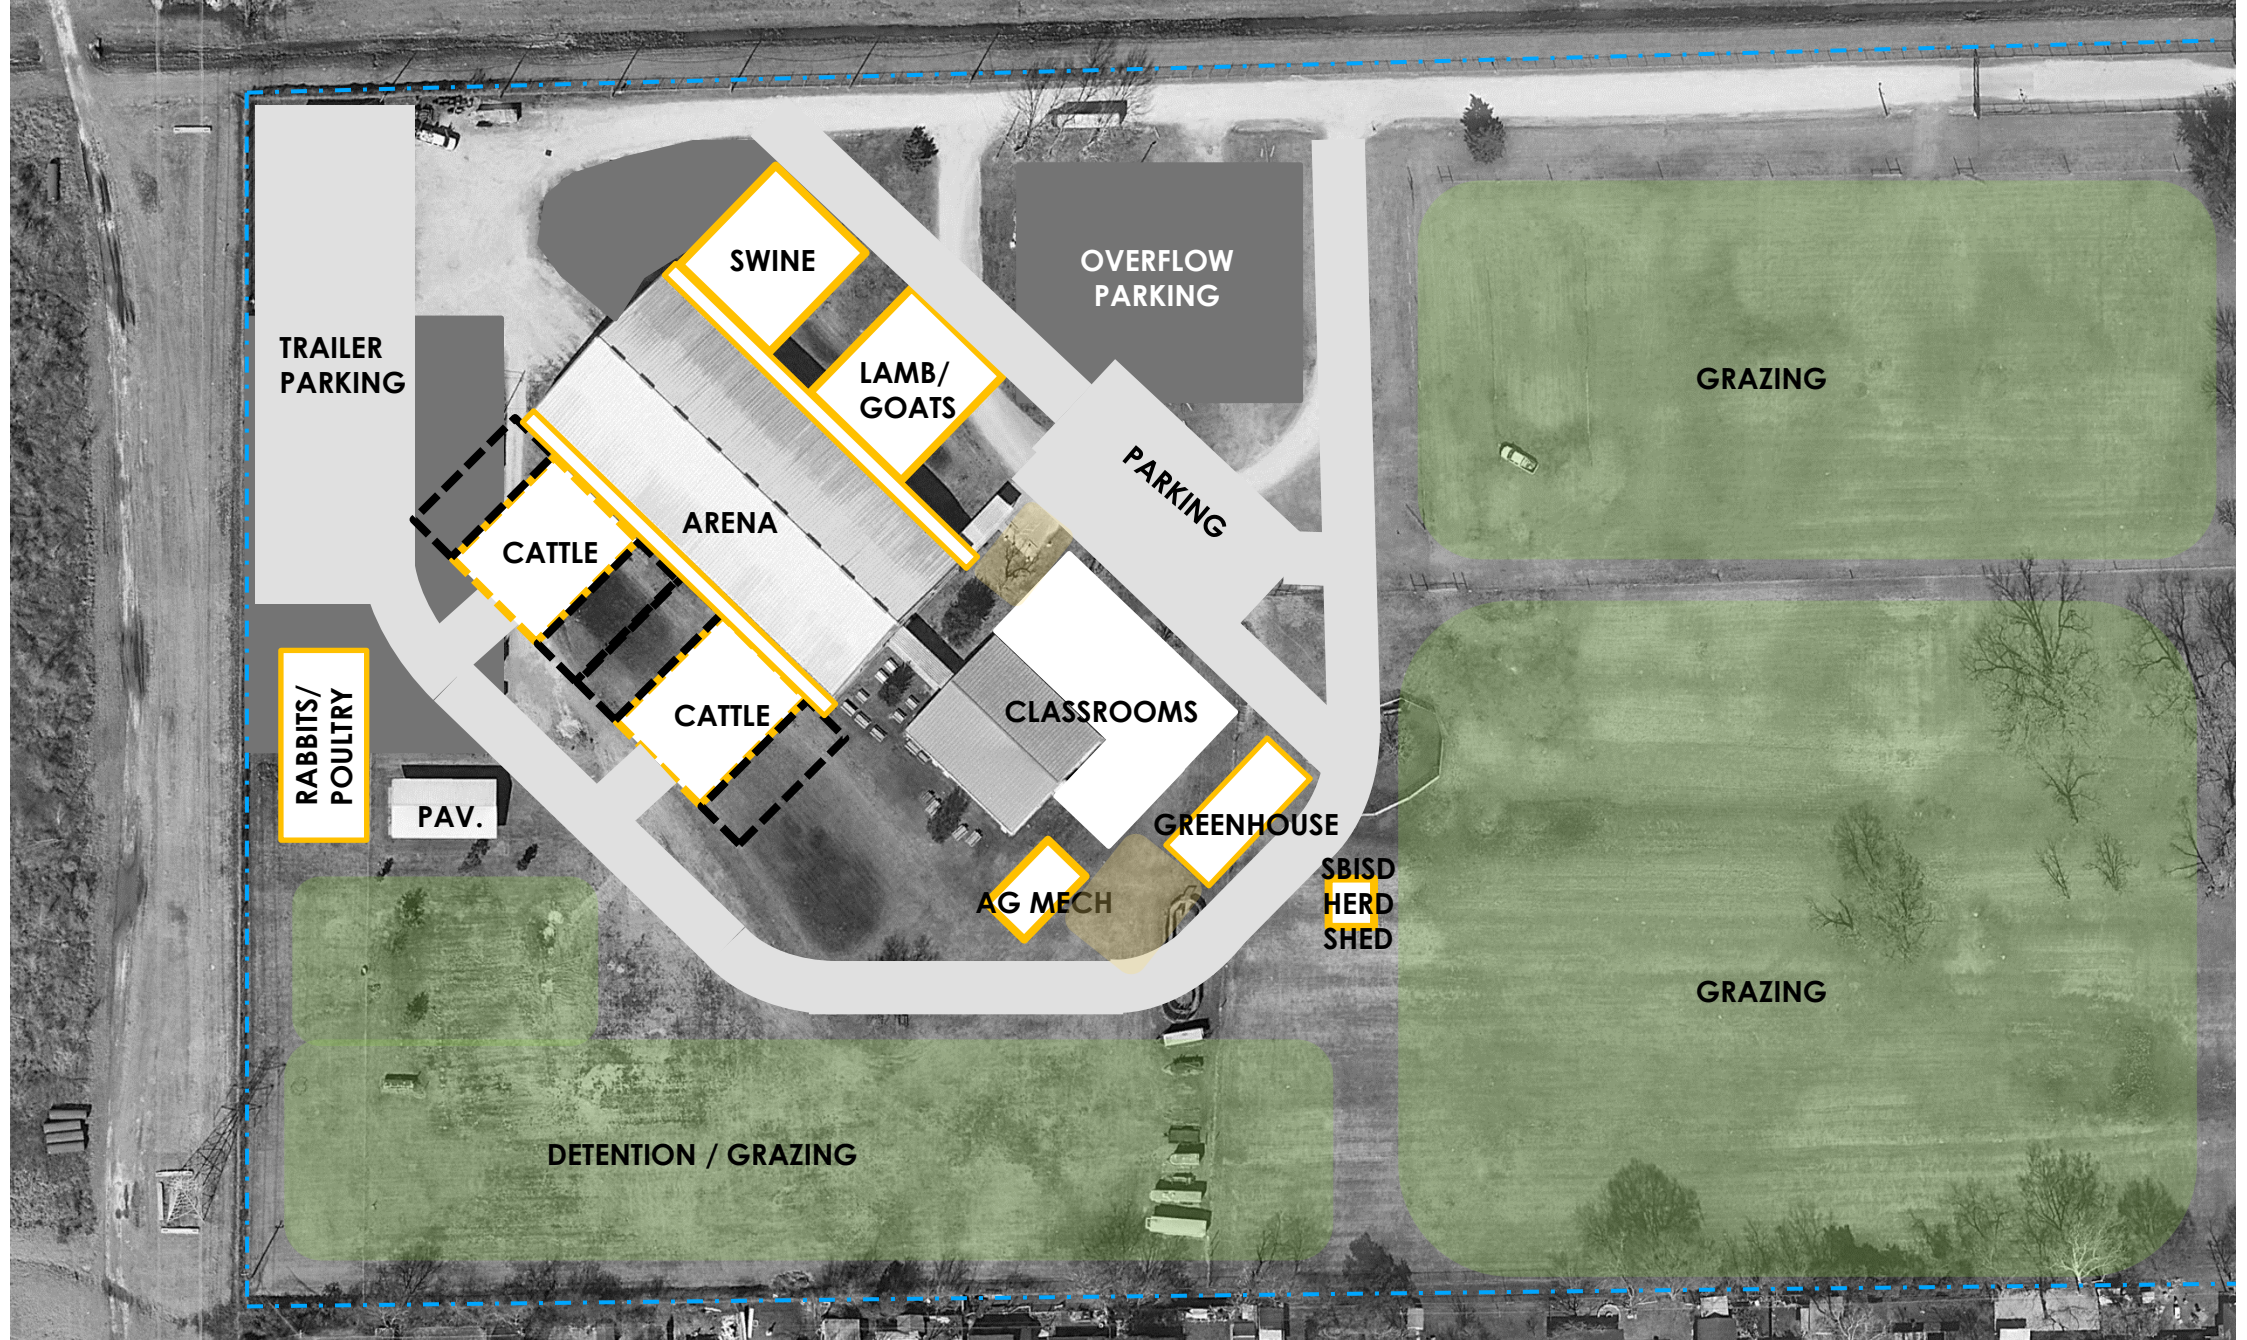 SWINE
OVERFLOW
PARKING
TRAILER
PARKING
LAMB/
GOATS
GRAZING
PARKING
ARENA
CATTLE
CATTLE
CLASSROOMS
RABBITS/
POULTRY
PAV.
GREENHOUSE
AG MECH
SBISD
HERD
SHED
GRAZING
DETENTION / GRAZING